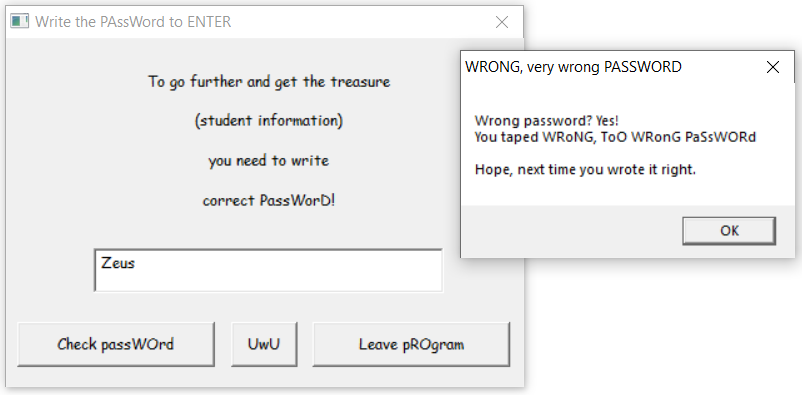 Write the PAssWord to ENTER
To go further and get the treasure
(student information)
you need to write
correct PassWorD!
Zeus
Check passWOrd
UwU
Leave pROgram
WRONG, very wrong PASSWORD
Wrong password? Yes!
You taped WRoNG, ToO WRonG PaSsWORd
Hope, next time you wrote it right.
OK